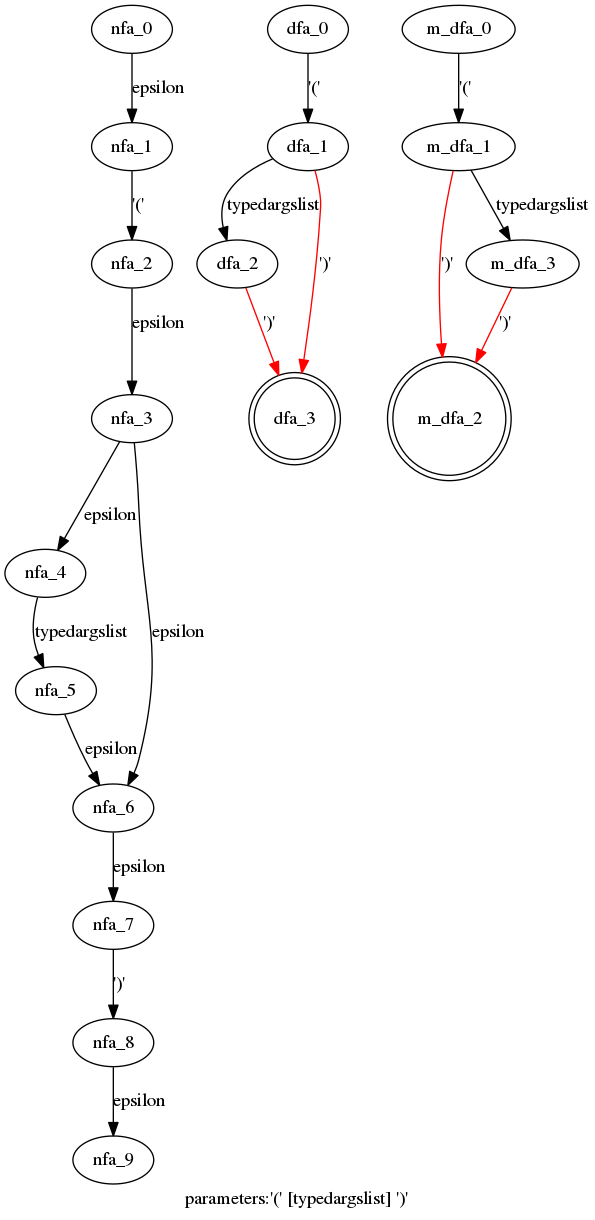 nfa_0
dfa_0
m_dfa_0
epsilon
'('
'('
nfa_1
dfa_1
m_dfa_1
'('
typedargslist
typedargslist
nfa_2
dfa_2
')'
')'
m_dfa_3
epsilon
')'
')'
nfa_3
dfa_3
m_dfa_2
epsilon
nfa_4
typedargslist
epsilon
nfa_5
epsilon
nfa_6
epsilon
nfa_7
')'
nfa_8
epsilon
nfa_9
parameters:'(' [typedargslist] ')'